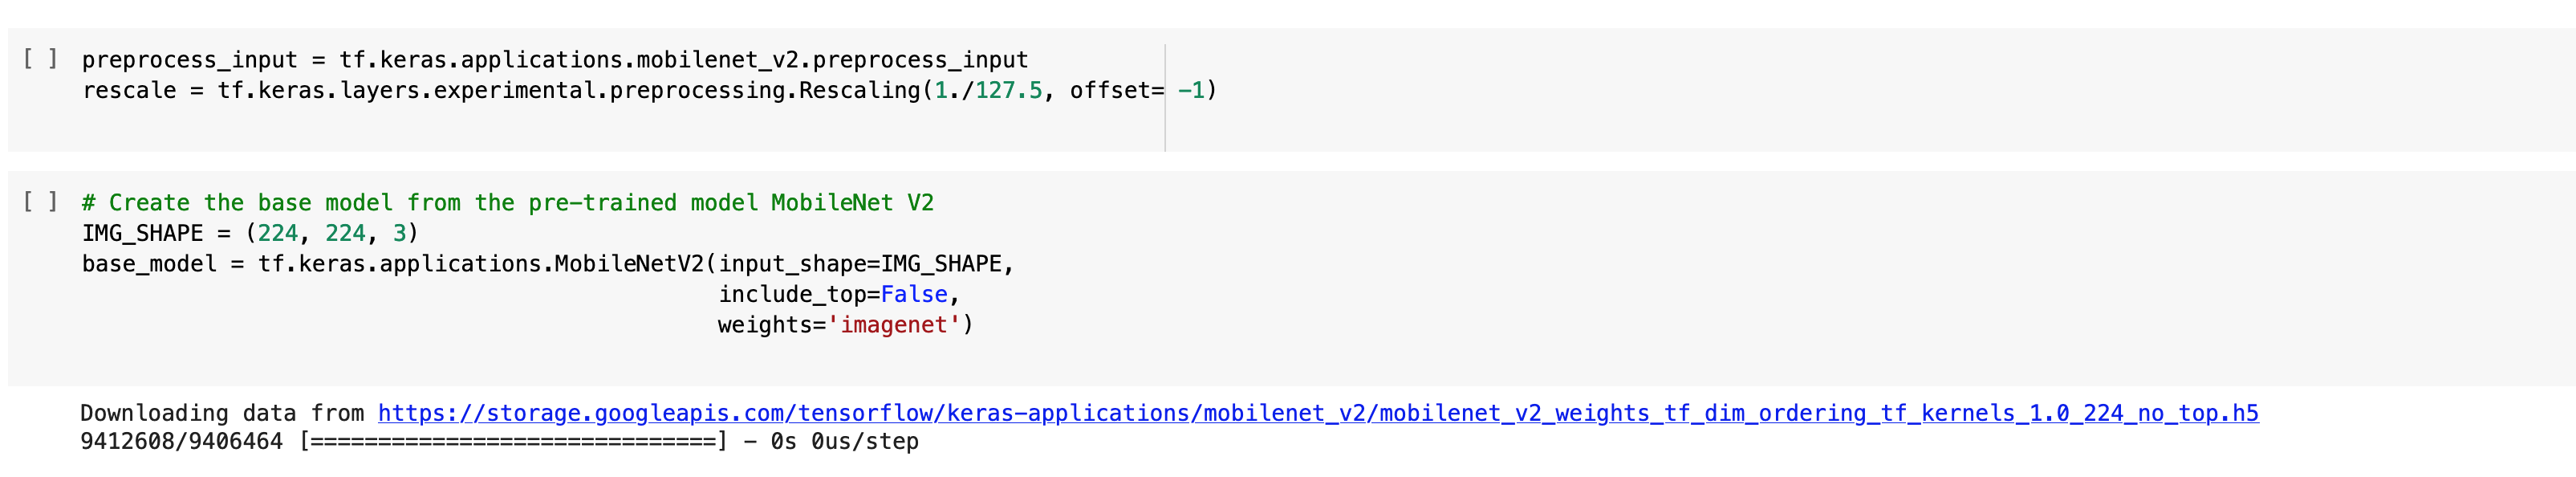 [ ] preprocess_input = tf.keras.applications.mobilenet_v2.preprocess_input
rescale = tf.keras.layers.experimental.preprocessing.Rescaling(1./127.5, offset= -1)
[ ] # Create the base model from the pre-trained model MobileNet V2
IMG_SHAPE = (224, 224, 3)
base_model = tf.keras.applications.MobileNetV2(input_shape=IMG_SHAPE,
include_top=False,
weights='imagenet')
Downloading data from https://storage.googleapis.com/tensorflow/keras-applications/mobilenet_v2/mobilenet_v2_weights_tf_dim_ordering_tf_kernels_1.0_224_no_top.h5
9412608/9406464 [==============================] - 0s 0us/step